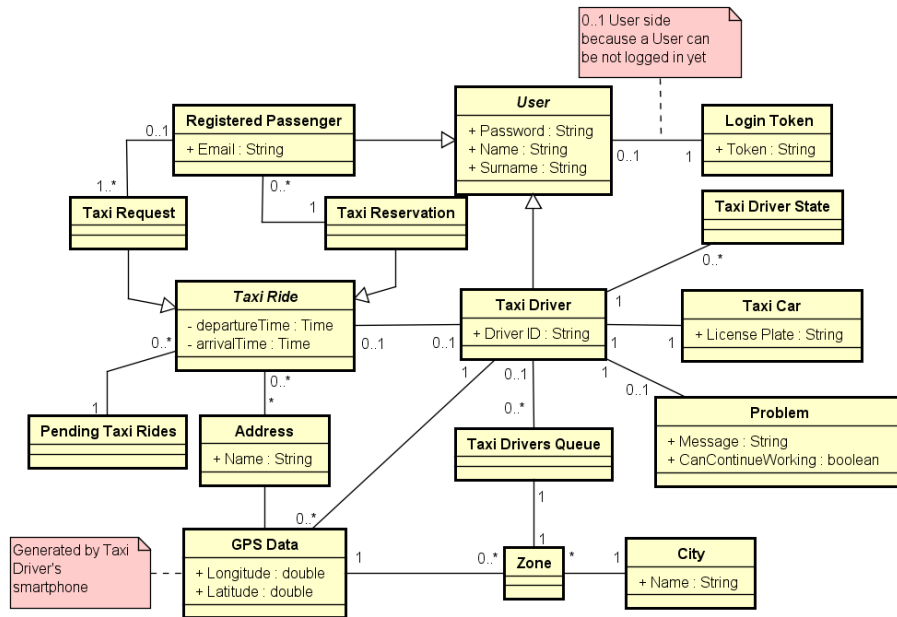 0..1 User side
because a User can
be not logged in yet
User
+ Password : String
+ Name : String
+ Surname : String
Registered Passenger
+ Email : String
Login Token
+ Token : String
0..1
0..1
1
1..*
0..*
1
Taxi Request
Taxi Reservation
Taxi Driver State
0..*
1
Taxi Ride
- departureTime : Time
- arrivalTime : Time
Taxi Driver
+ Driver ID : String
Taxi Car
+ License Plate : String
0..*
0..1
0..1
1
1
1
0..1
1
0..1
0..*
*
1
0..*
Pending Taxi Rides
Address
+ Name : String
Taxi Drivers Queue
Problem
+ Message : String
+ CanContinueWorking : boolean
1
0..*
1
Generated by Taxi
Driver's
smartphone
GPS Data
+ Longitude : double
+ Latitude : double
1
0..*
Zone
*
1
City
+ Name : String